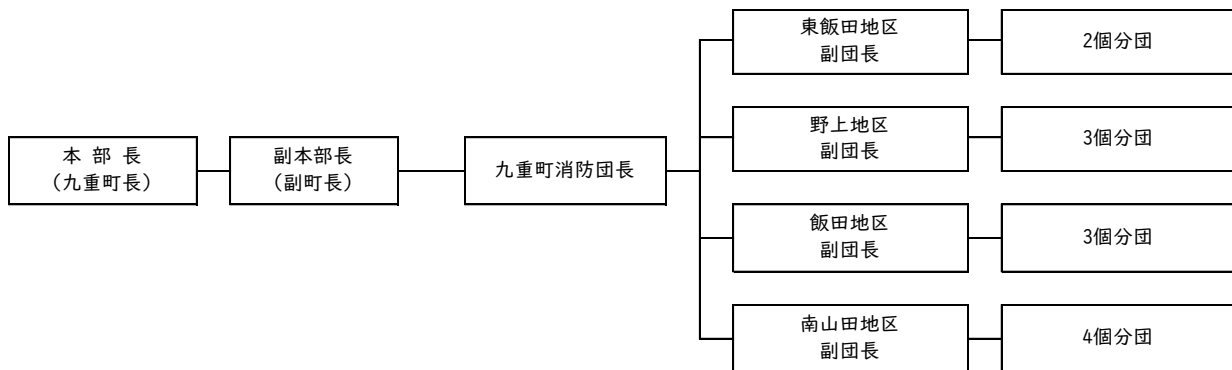 東飯田地区
副団長
2個分団
野上地区
副団長
3個分団
本 部 長
（九重町長）
副本部長
（副町長）
九重町消防団長
飯田地区
副団長
3個分団
南山田地区
副団長
4個分団